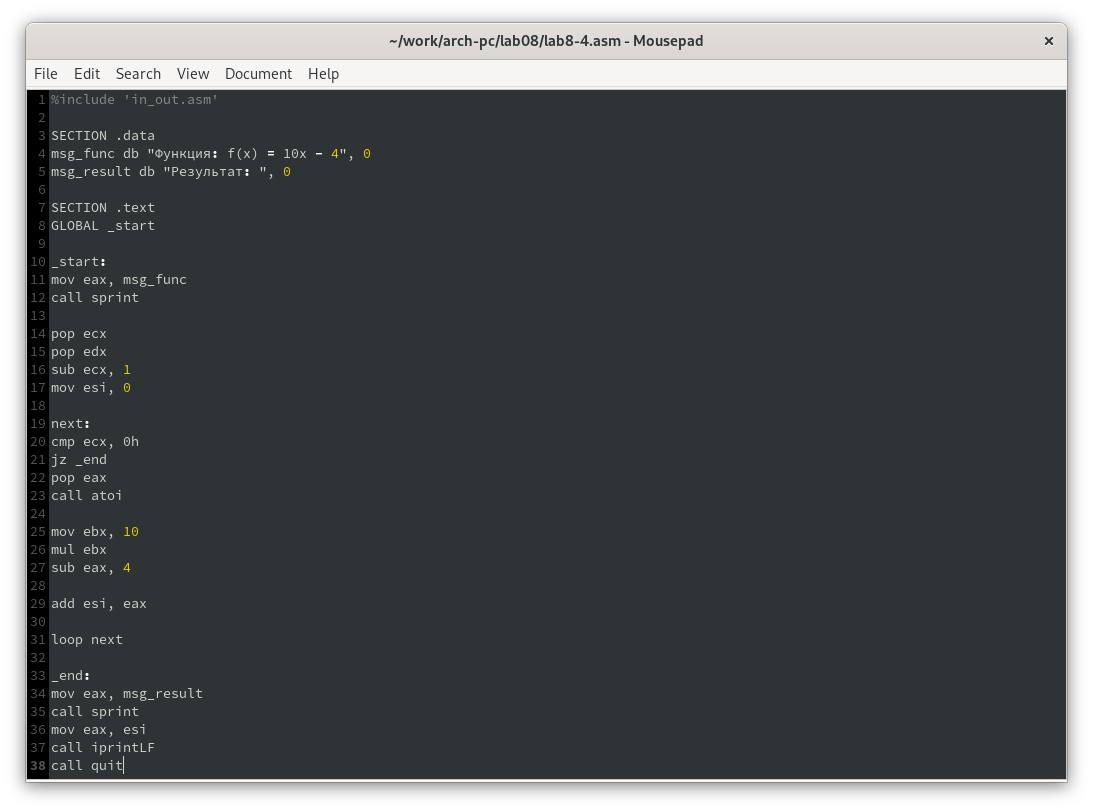 ~/work/arch-pc/lab08/lab8-4.asm - Mousepad
×
File Edit Search View Document Help
1 %include 'in_out.asm'
2
3 SECTION .data
4 msg_func db "Функция: f(x) = 10x - 4", 0
5 msg_result db "Результат: ", 0
6
7 SECTION .text
8 GLOBAL _start
9
10 _start:
11 mov eax, msg_func
12 call sprint
13
14 pop ecx
15 pop edx
16 sub ecx, 1
17 mov esi, 0
18
19 next:
20 cmp ecx, 0h
21 jz _end
22 pop eax
23 call atoi
24
25 mov ebx, 10
26 mul ebx
27 sub eax, 4
28
29 add esi, eax
30
31 loop next
32
33 _end:
34 mov eax, msg_result
35 call sprint
36 mov eax, esi
37 call iprintLF
38 call quit